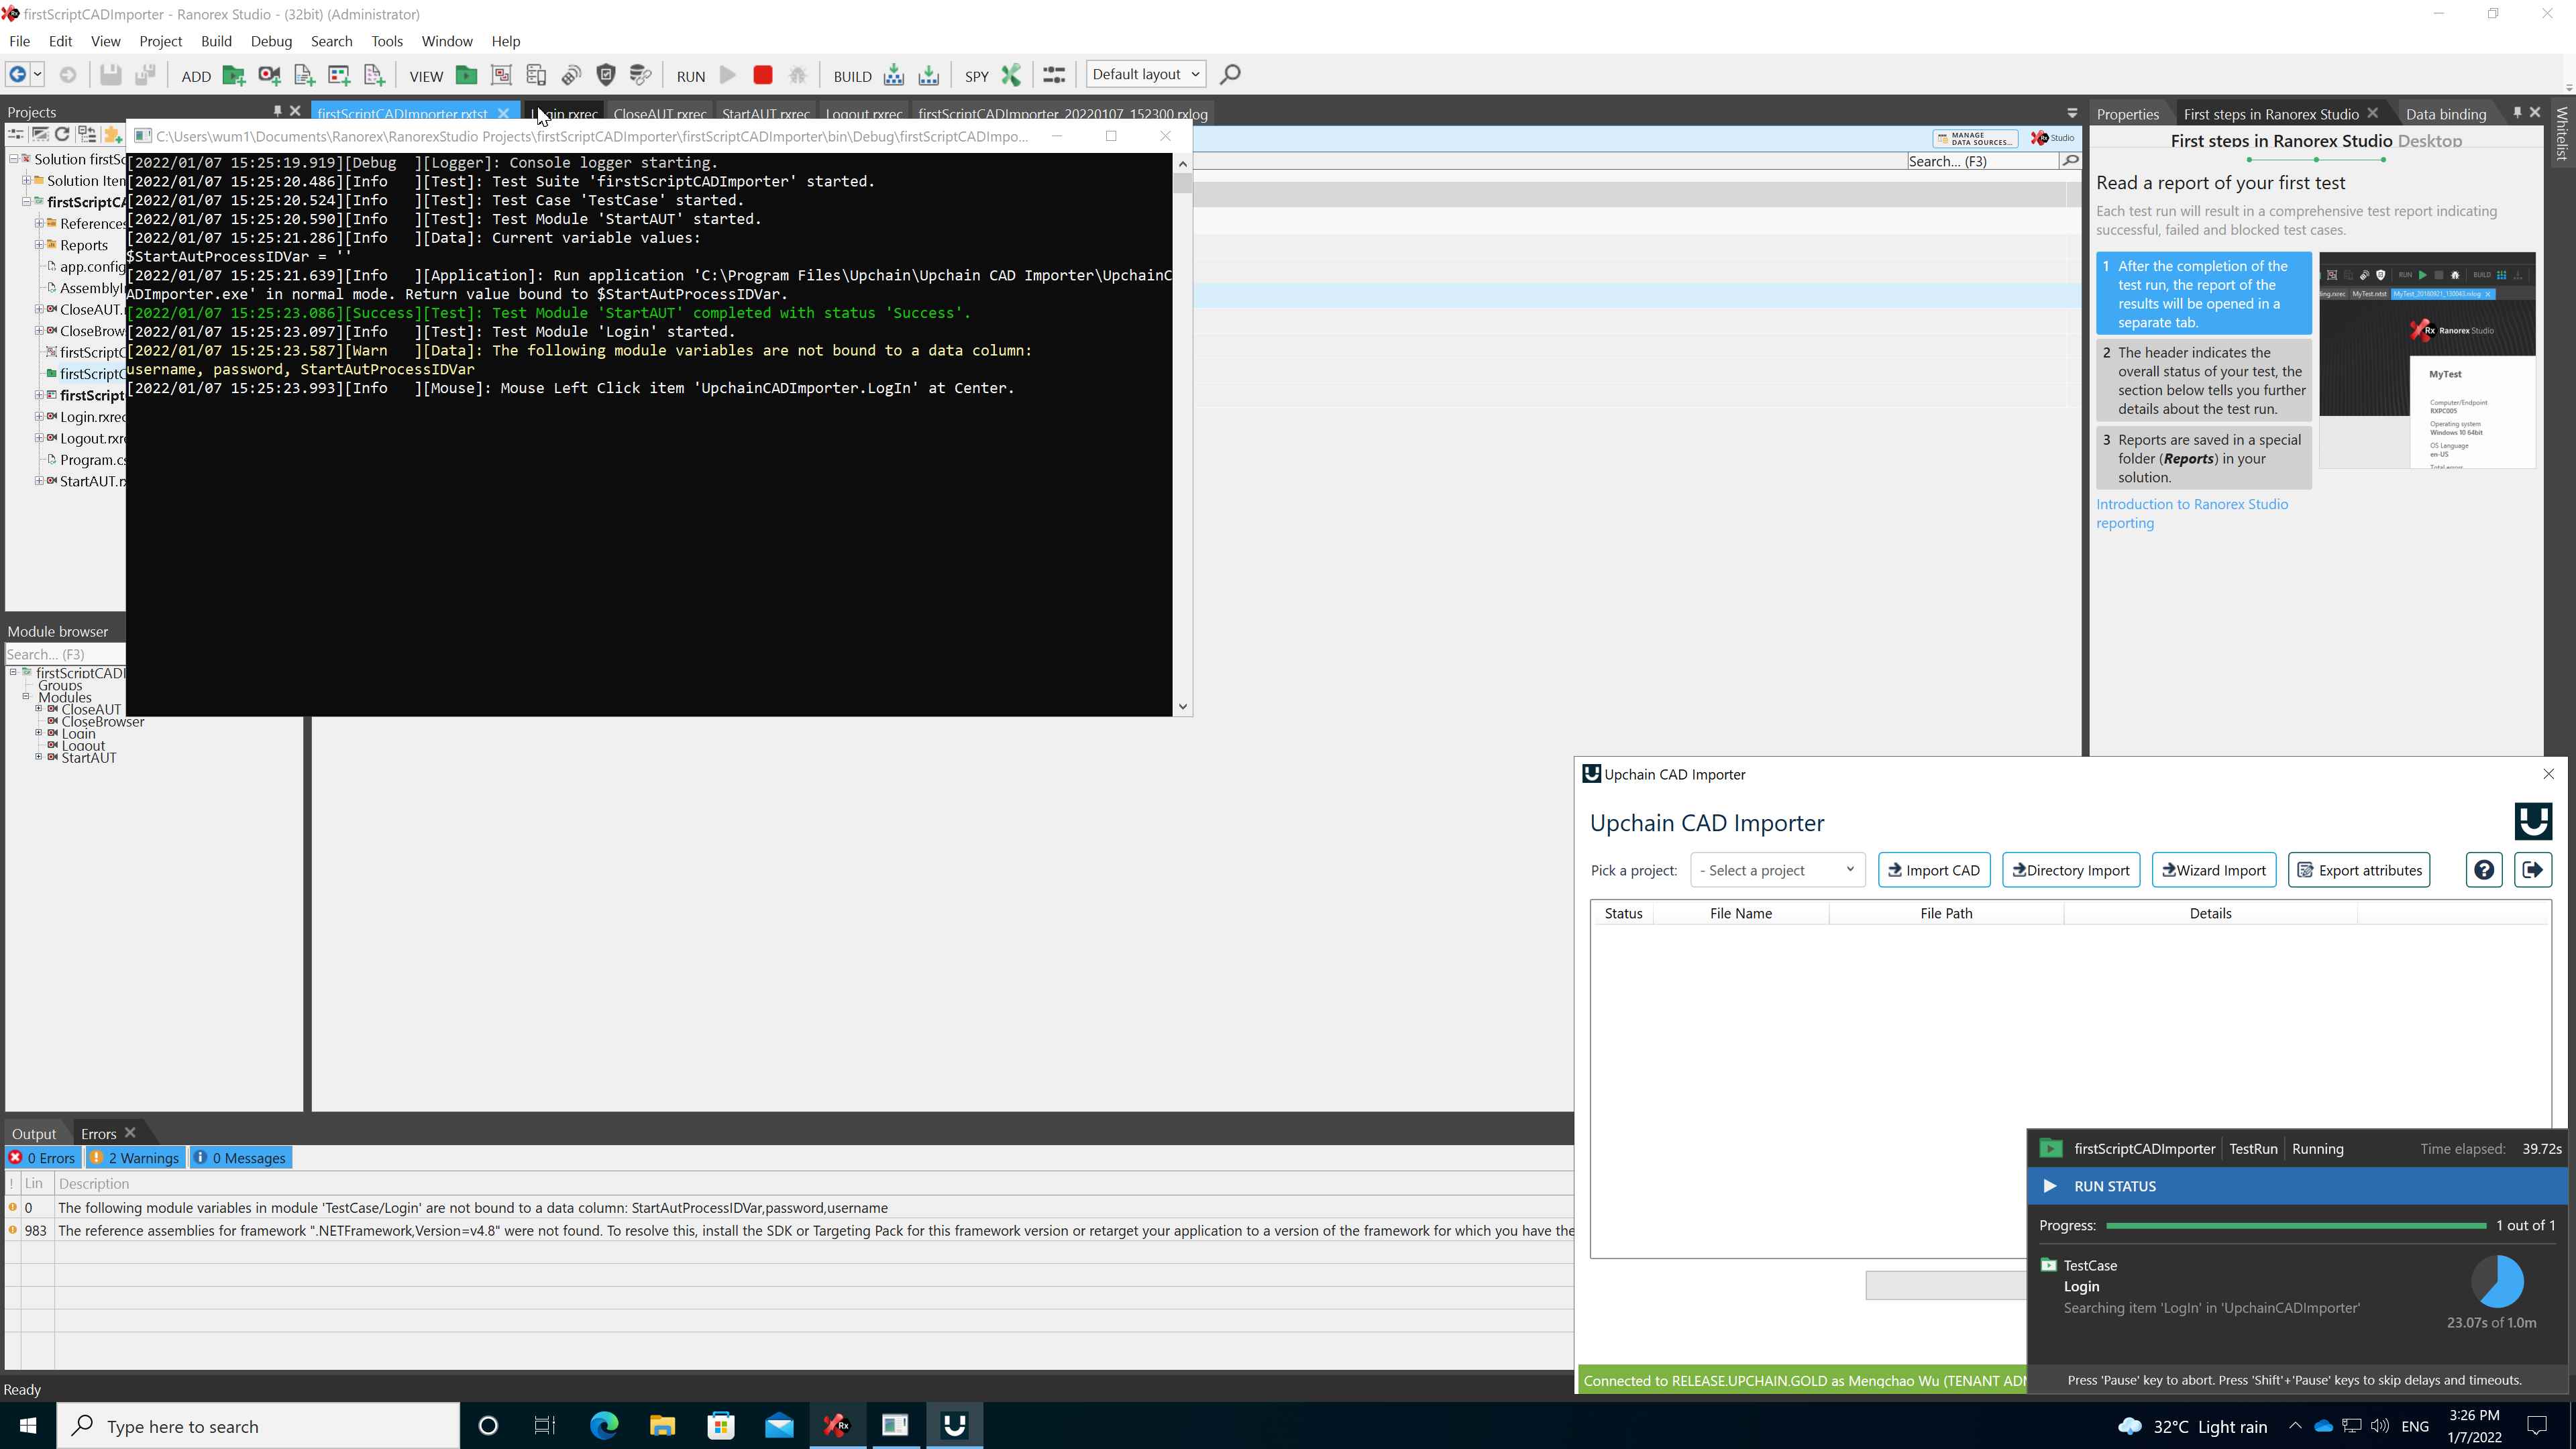 firstScriptCADImporter - Ranorex Studio - (32bit) (Administrator)
File Edit View Project Build Debug Search Tools Window Help
ADD VIEW RUN BUILD SPY Default layout
Projects
firstScriptCADImporter.rxtst
CloseAUT.rxrec StartAUT.rxrec Logout.rxrec firstScriptCADImporter_20220107_152300.rxlog
Properties First steps in Ranorex Studio Data binding
Whitelist
C:\Users\wum1\Documents\Ranorex\RanorexStudio Projects\firstScriptCADImporter\firstScriptCADImporter\bin\Debug\firstScriptCADImpo...
MANAGE
DATA SOURCES...
Studio
Search... (F3)
Solution firstSc
Solution Item
firstScriptCA
References
Reports
app.config
AssemblyI
CloseAUT.r
CloseBrow
firstScriptC
firstScriptC
firstScript
Login.rxrec
Logout.rxre
Program.cs
StartAUT.rx
[2022/01/07 15:25:19.919][Debug  ][Logger]: Console logger starting.
[2022/01/07 15:25:20.486][Info   ][Test]: Test Suite 'firstScriptCADImporter' started.
[2022/01/07 15:25:20.524][Info   ][Test]: Test Case 'TestCase' started.
[2022/01/07 15:25:20.590][Info   ][Test]: Test Module 'StartAUT' started.
[2022/01/07 15:25:21.286][Info   ][Data]: Current variable values:
$StartAutProcessIDVar = ''
[2022/01/07 15:25:21.639][Info   ][Application]: Run application 'C:\Program Files\Upchain\Upchain CAD Importer\UpchainC
ADImporter.exe' in normal mode. Return value bound to $StartAutProcessIDVar.
[2022/01/07 15:25:23.086][Success][Test]: Test Module 'StartAUT' completed with status 'Success'.
[2022/01/07 15:25:23.097][Info   ][Test]: Test Module 'Login' started.
[2022/01/07 15:25:23.587][Warn   ][Data]: The following module variables are not bound to a data column:
username, password, StartAutProcessIDVar
[2022/01/07 15:25:23.993][Info   ][Mouse]: Mouse Left Click item 'UpchainCADImporter.LogIn' at Center.
First steps in Ranorex Studio Desktop
Read a report of your first test
Each test run will result in a comprehensive test report indicating
successful, failed and blocked test cases.
1 After the completion of the
test run, the report of the
results will be opened in a
separate tab.
2 The header indicates the
overall status of your test, the
section below tells you further
details about the test run.
3 Reports are saved in a special
folder (Reports) in your
solution.
Introduction to Ranorex Studio
reporting
RUN BUILD
MyTest.rxtst
Ranorex Studio
MyTest
Computer/Endpoint
RXPC005
Operating system
Windows 10 64bit
OS Language
en-US
Module browser
Search... (F3)
firstScriptCADI
Groups
Modules
CloseAUT
CloseBrowser
Login
Logout
StartAUT
Upchain CAD Importer
Upchain CAD Importer
Pick a project: - Select a project Import CAD Directory Import Wizard Import Export attributes
Status File Name File Path Details
Connected to RELEASE.UPCHAIN.GOLD as Mengchao Wu (TENANT ADM
firstScriptCADImporter TestRun Running Time elapsed: 39.72s
RUN STATUS
Progress: 1 out of 1
TestCase
Login
Searching item 'LogIn' in 'UpchainCADImporter'
23.07s of 1.0m
Press 'Pause' key to abort. Press 'Shift'+'Pause' keys to skip delays and timeouts.
Output Errors
0 Errors 2 Warnings 0 Messages
! Lin Description
0 The following module variables in module 'TestCase/Login' are not bound to a data column: StartAutProcessIDVar,password,username
983 The reference assemblies for framework ".NETFramework,Version=v4.8" were not found. To resolve this, install the SDK or Targeting Pack for this framework version or retarget your application to a version of the framework for which you have the
Ready
Type here to search
32°C Light rain
ENG
3:26 PM
1/7/2022